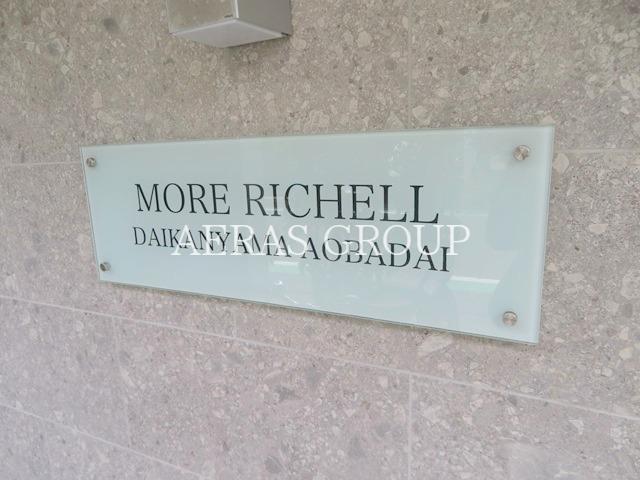 MORE RICHELL
DAIKANYAMA AOBADAI
AERAS GROUP